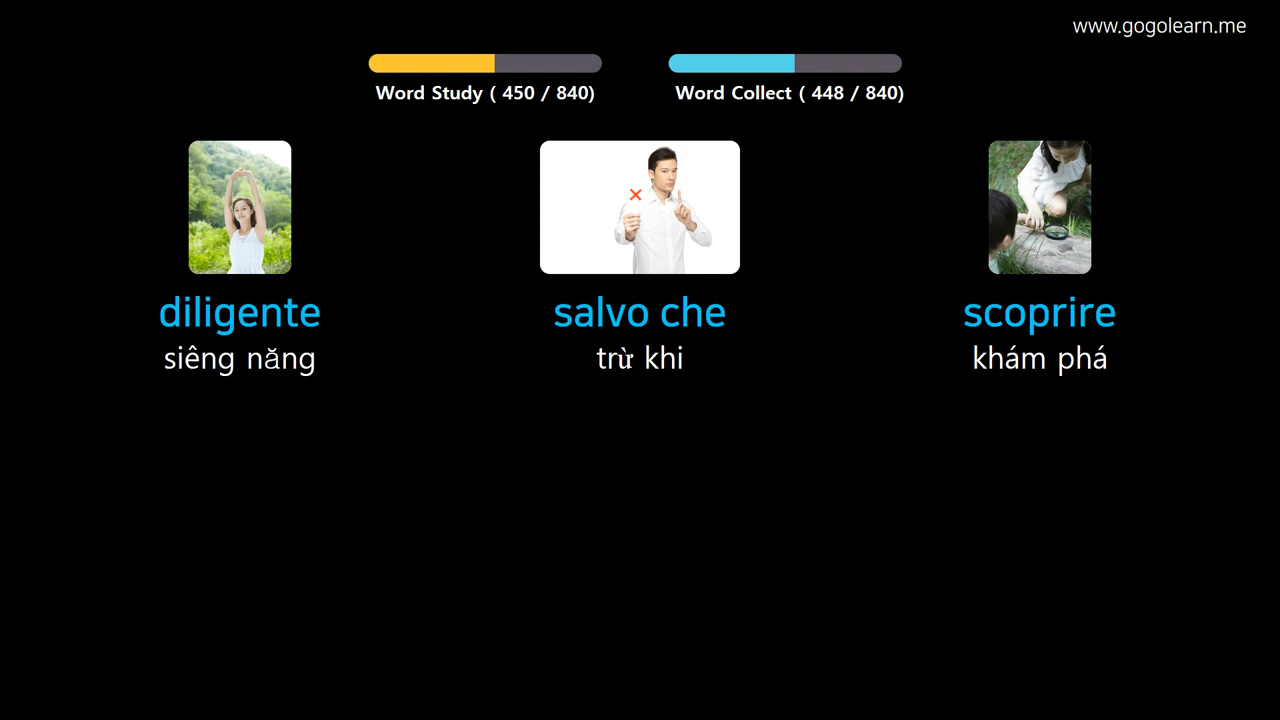 www.gogolearn.me
Word Study ( 450 / 840)
Word Collect ( 448 / 840)
diligente
siêng năng
salvo che
trừ khi
scoprire
khám phá